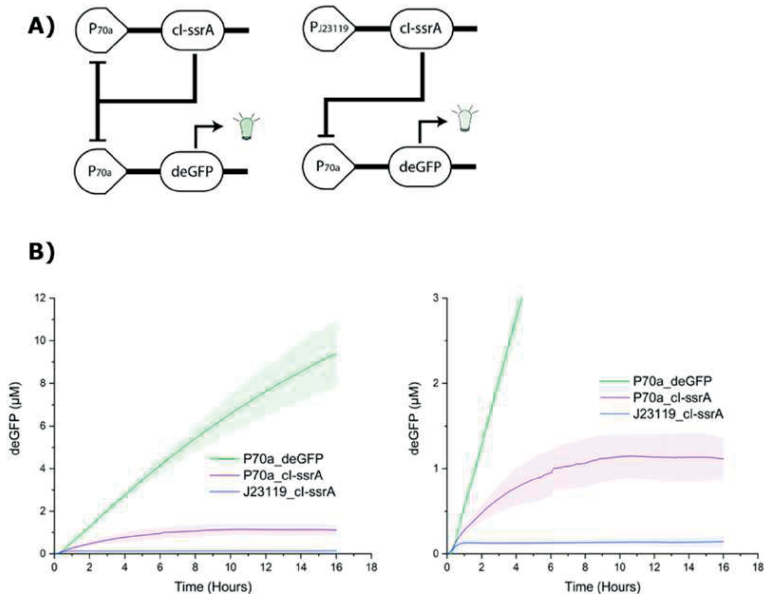 A)
P70a
cI-ssrA
PJ23119
cI-ssrA
P70a
deGFP
P70a
deGFP
B)
12
10
8
6
4
2
0
deGFP (μM)
P70a_deGFP
P70a_cI-ssrA
J23119_cI-ssrA
0 2 4 6 8 10 12 14 16 18
Time (Hours)
3
2
1
0
deGFP (μM)
P70a_deGFP
P70a_cI-ssrA
J23119_cI-ssrA
0 2 4 6 8 10 12 14 16 18
Time (Hours)